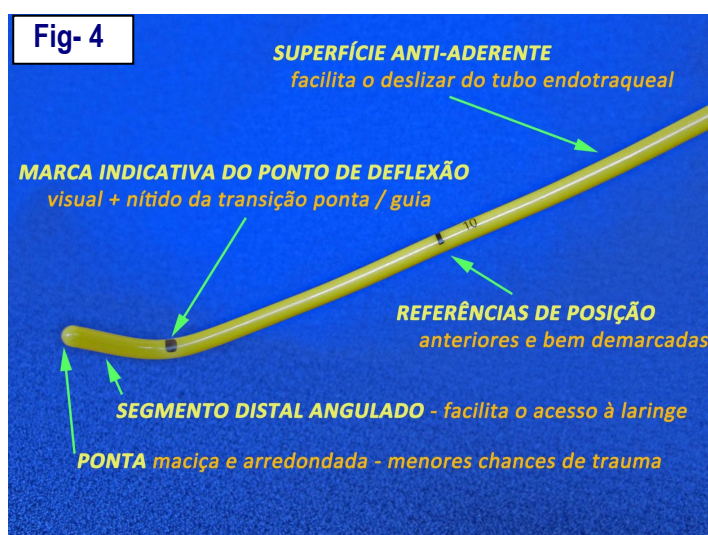 Fig- 4
SUPERFÍCIE ANTI-ADERENTE
facilita o deslizar do tubo endotraqueal
MARCA INDICATIVA DO PONTO DE DEFLEXÃO
visual + nítido da transição ponta / guia
10
REFERÊNCIAS DE POSIÇÃO
anteriores e bem demarcadas
SEGMENTO DISTAL ANGULADO - facilita o acesso à laringe
PONTA maciça e arredondada - menores chances de trauma